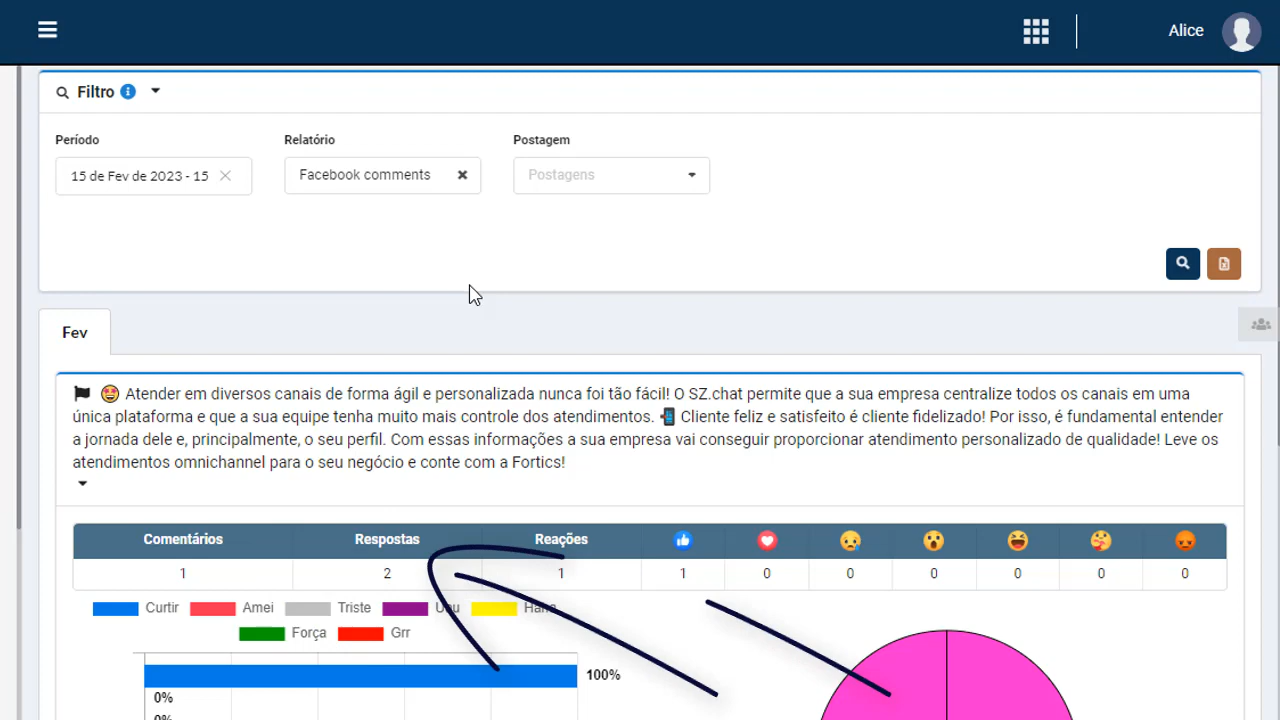 Alice
Filtro
Período Relatório Postagem
15 de Fev de 2023 - 15 Facebook comments Postagens
Fev
Atender em diversos canais de forma ágil e personalizada nunca foi tão fácil! O SZ.chat permite que a sua empresa centralize todos os canais em uma
única plataforma e que a sua equipe tenha muito mais controle dos atendimentos. Cliente feliz e satisfeito é cliente fidelizado! Por isso, é fundamental entender
a jornada dele e, principalmente, o seu perfil. Com essas informações a sua empresa vai conseguir proporcionar atendimento personalizado de qualidade! Leve os
atendimentos omnichannel para o seu negócio e conte com a Fortics!
Comentários Respostas Reações
1 2 1 1 0 0 0 0 0 0
Curtir Amei Triste Haha
Força Grr
100%
0%